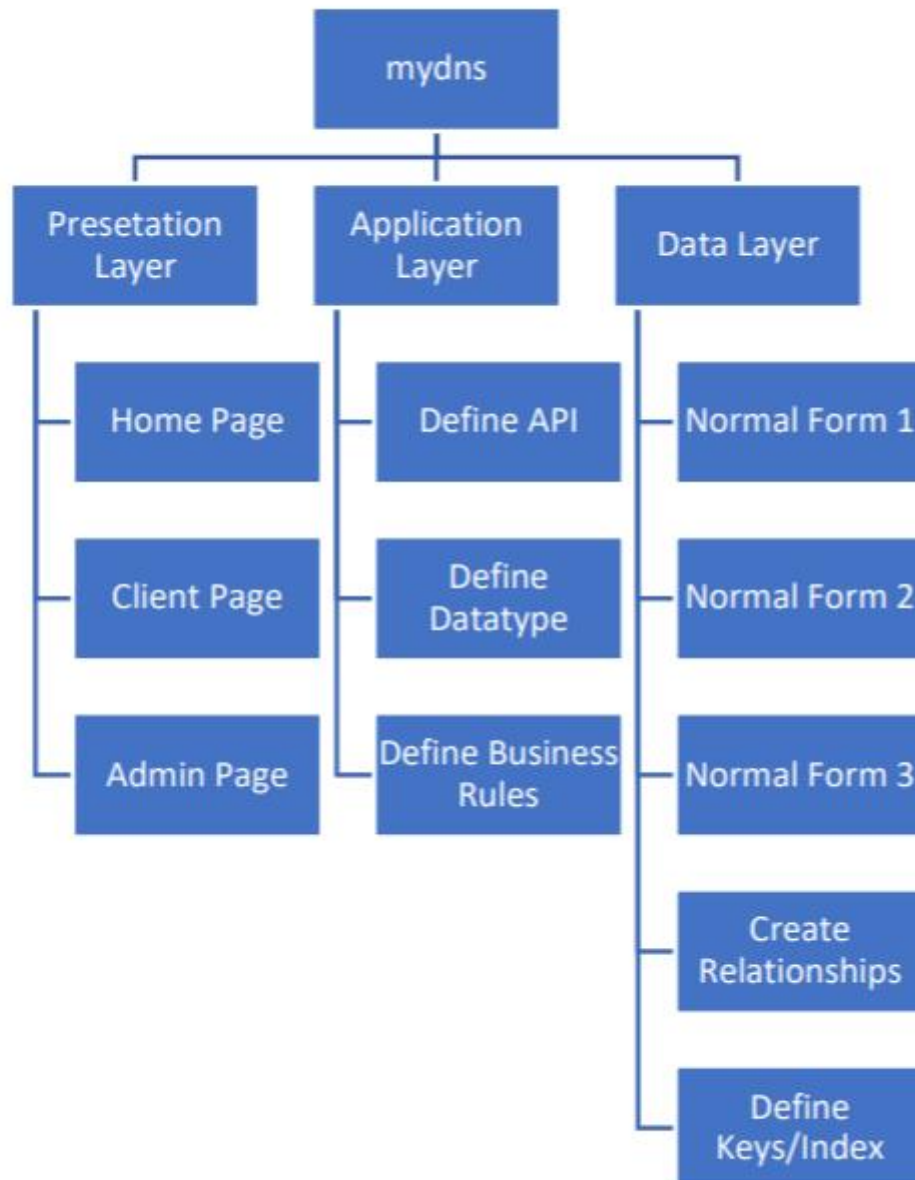 mydns
Presetation
Layer
Application
Layer
Data Layer
Home Page
Define API
Normal Form 1
Client Page
Define
Datatype
Normal Form 2
Admin Page
Define Business
Rules
Normal Form 3
Create
Relationships
Define
Keys/Index